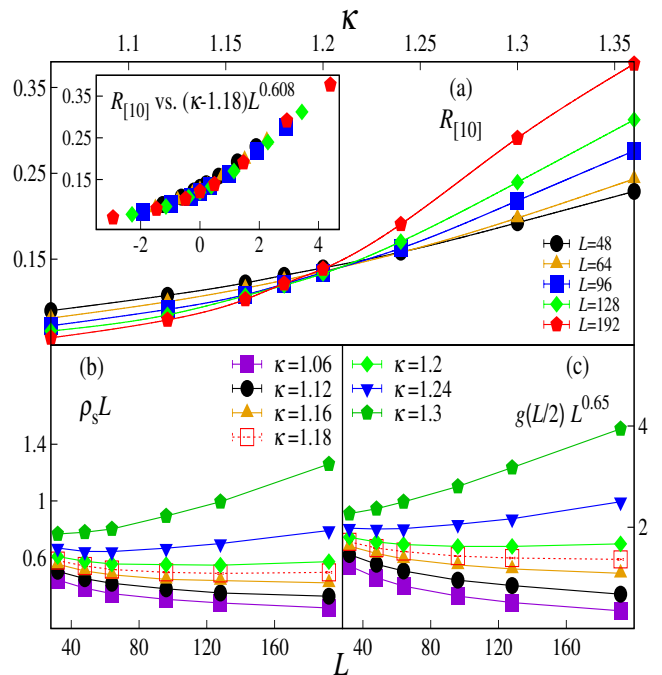 κ
1.1 1.15 1.2 1.25 1.3 1.35
0.35
0.25
0.15
(a)
R[10]
R[10] vs. (κ-1.18)L^0.608
0.35
0.25
0.15
-2 0 2 4
L=48
L=64
L=96
L=128
L=192
(b)
ρsL
κ=1.06
κ=1.12
κ=1.16
κ=1.18
1.4
1
0.6
40 80 120 160
κ=1.2
κ=1.24
κ=1.3
(c)
g(L/2) L^0.65
4
2
40 80 120 160
L